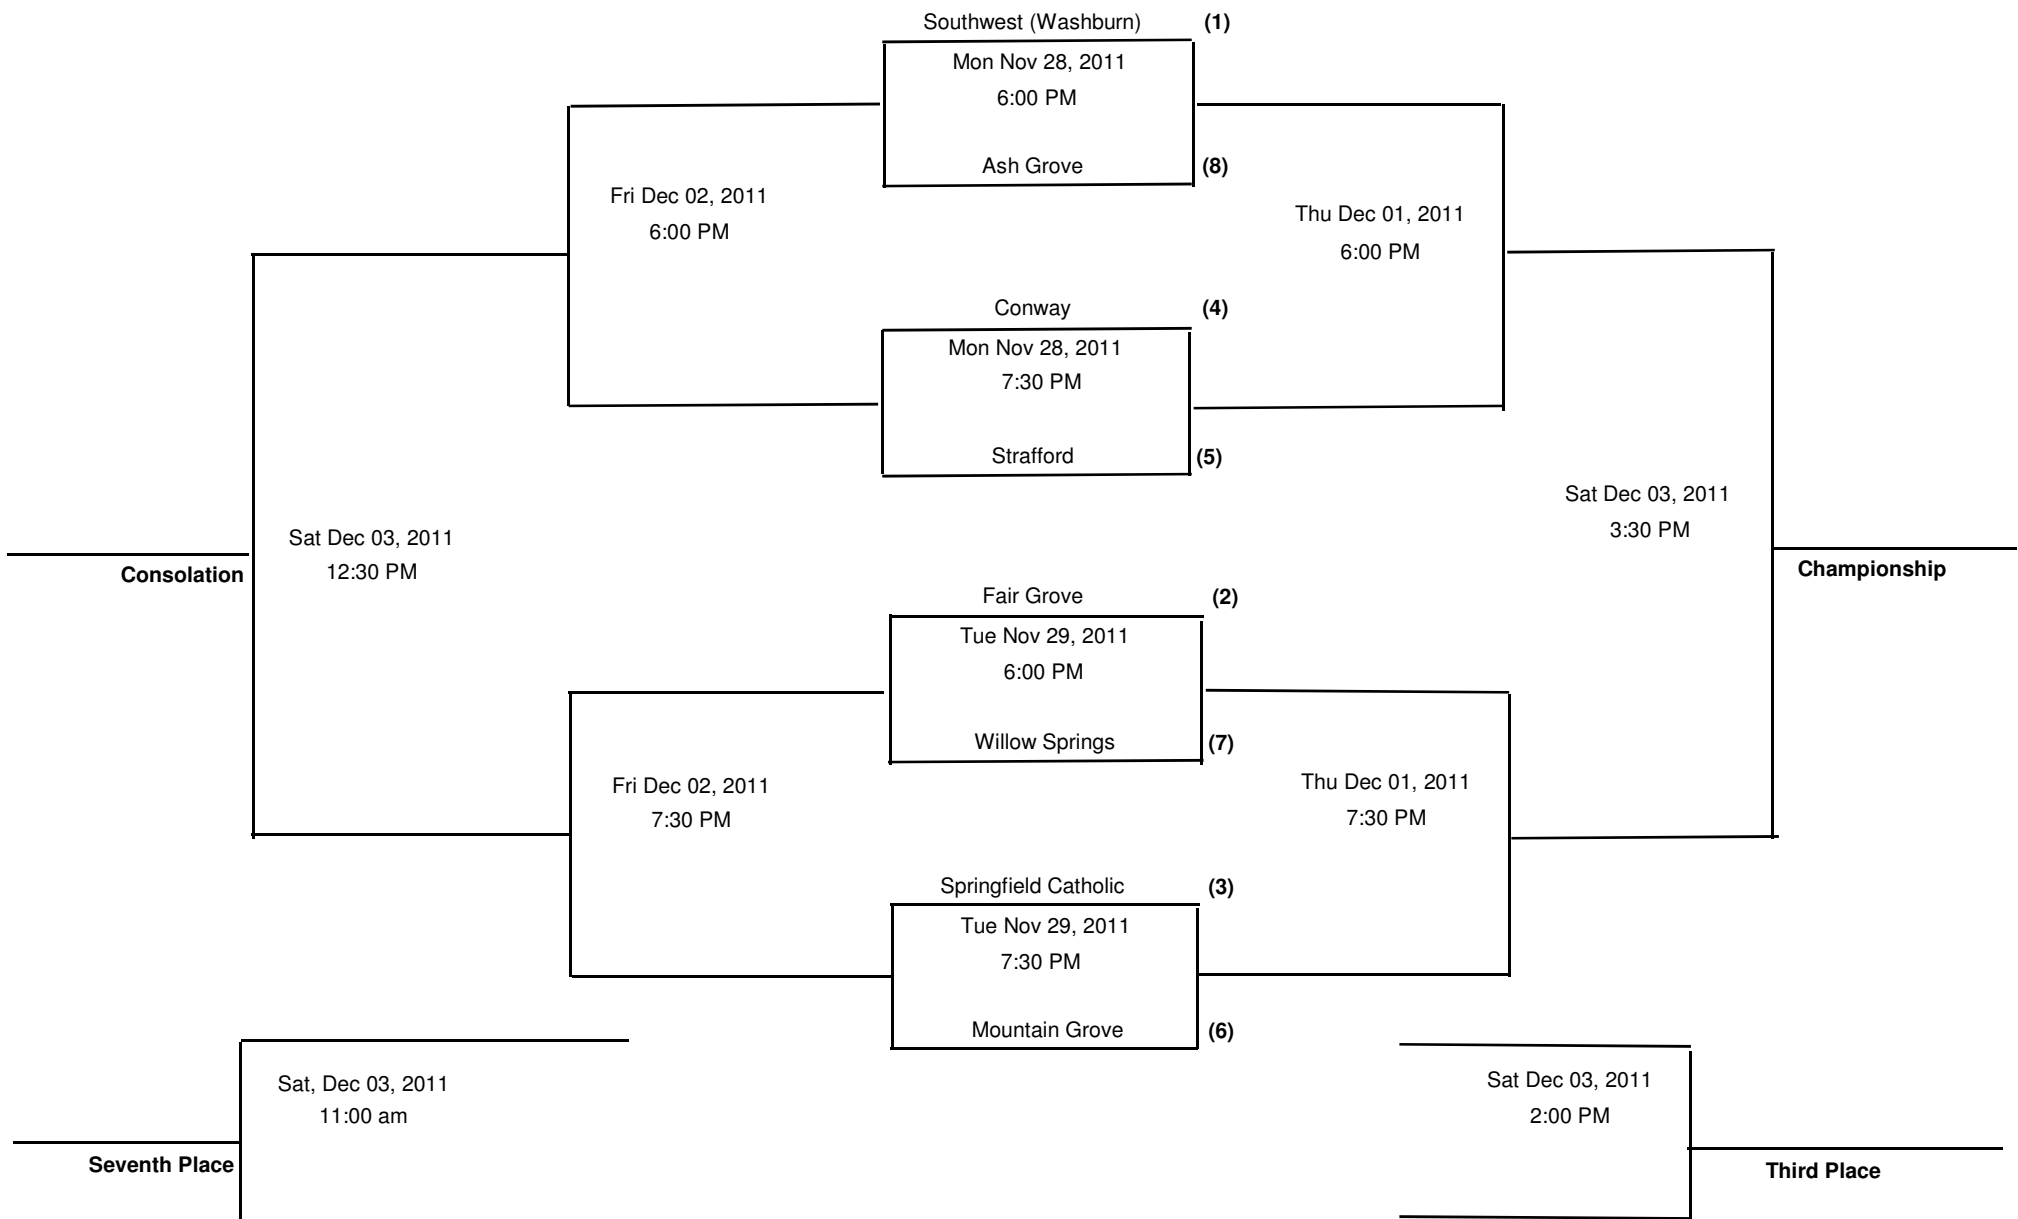 Southwest (Washburn) (1)
Mon Nov 28, 2011
6:00 PM
Ash Grove (8)
Fri Dec 02, 2011
6:00 PM
Thu Dec 01, 2011
6:00 PM
Conway (4)
Mon Nov 28, 2011
7:30 PM
Strafford (5)
Sat Dec 03, 2011
3:30 PM
Sat Dec 03, 2011
12:30 PM
Consolation
Championship
Fair Grove (2)
Tue Nov 29, 2011
6:00 PM
Willow Springs (7)
Fri Dec 02, 2011
7:30 PM
Thu Dec 01, 2011
7:30 PM
Springfield Catholic (3)
Tue Nov 29, 2011
7:30 PM
Mountain Grove (6)
Sat, Dec 03, 2011
11:00 am
Seventh Place
Sat Dec 03, 2011
2:00 PM
Third Place